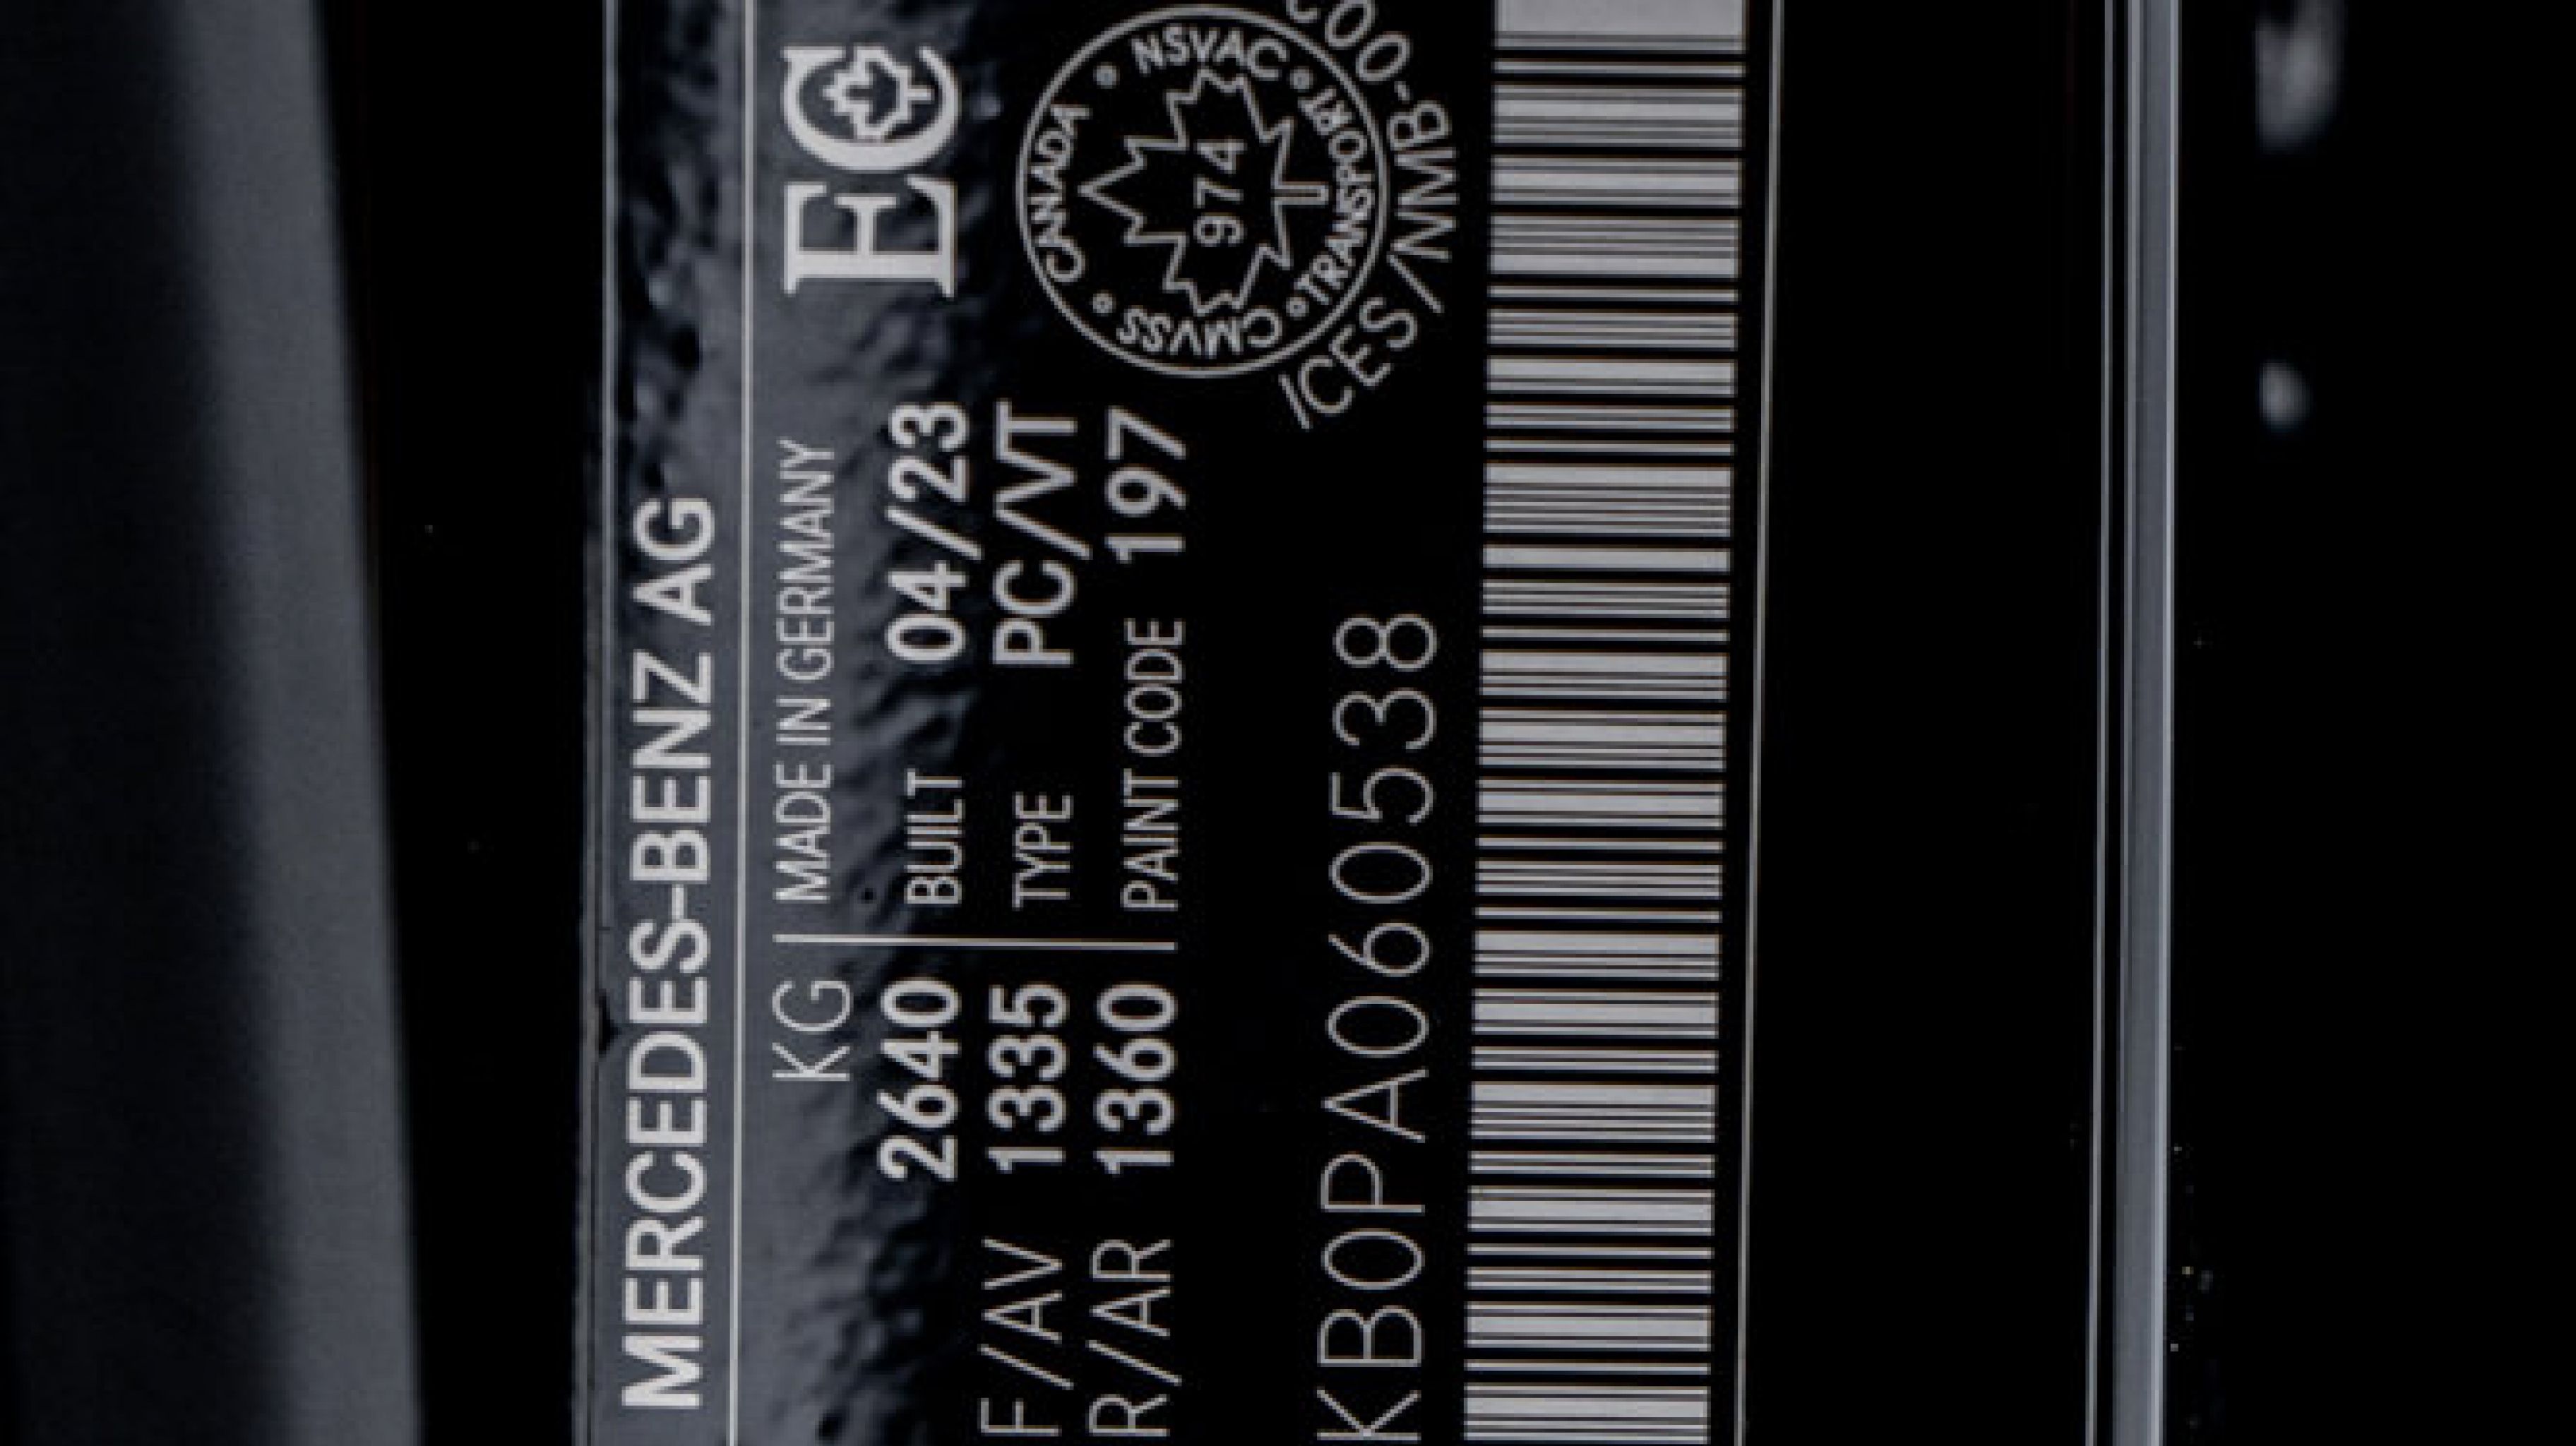 MERCEDES-BENZ AG
KG
MADE IN GERMANY
EC
2640
BUILT 04/23
F/AV 1335
TYPE PC/VT
R/AR 1360
PAINT CODE 197
CANADA · NSVAC · TRANSPORT · CMVSS
974
ICES/NMB-002
KB0PA060538